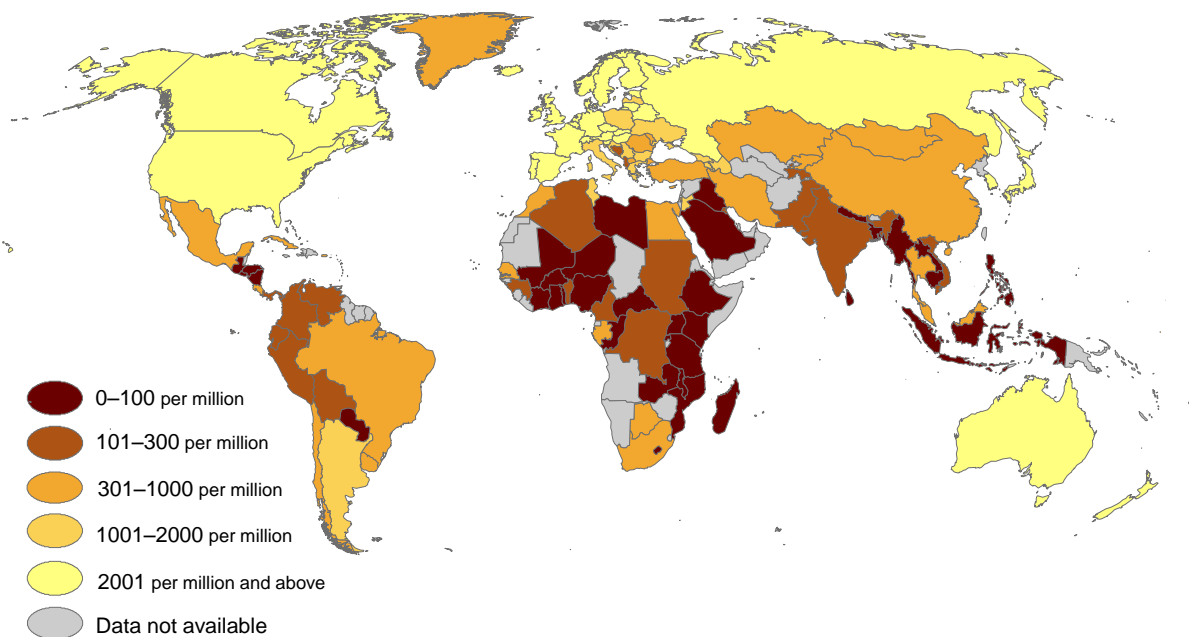 0–100 per million
101–300 per million
301–1000 per million
1001–2000 per million
2001 per million and above
Data not available